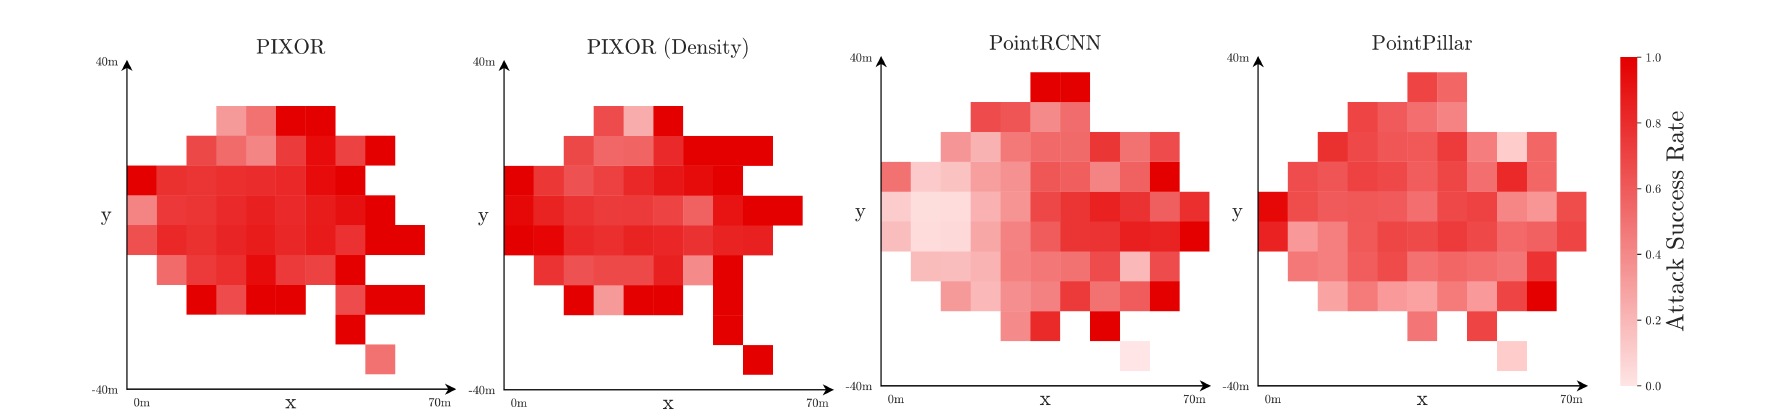 PIXOR
40m
y
-40m
0m
x
70m
PIXOR (Density)
40m
y
-40m
0m
x
70m
PointRCNN
40m
y
-40m
0m
x
70m
PointPillar
40m
y
-40m
0m
x
70m
1.0
0.8
0.6
0.4
0.2
0.0
Attack Success Rate